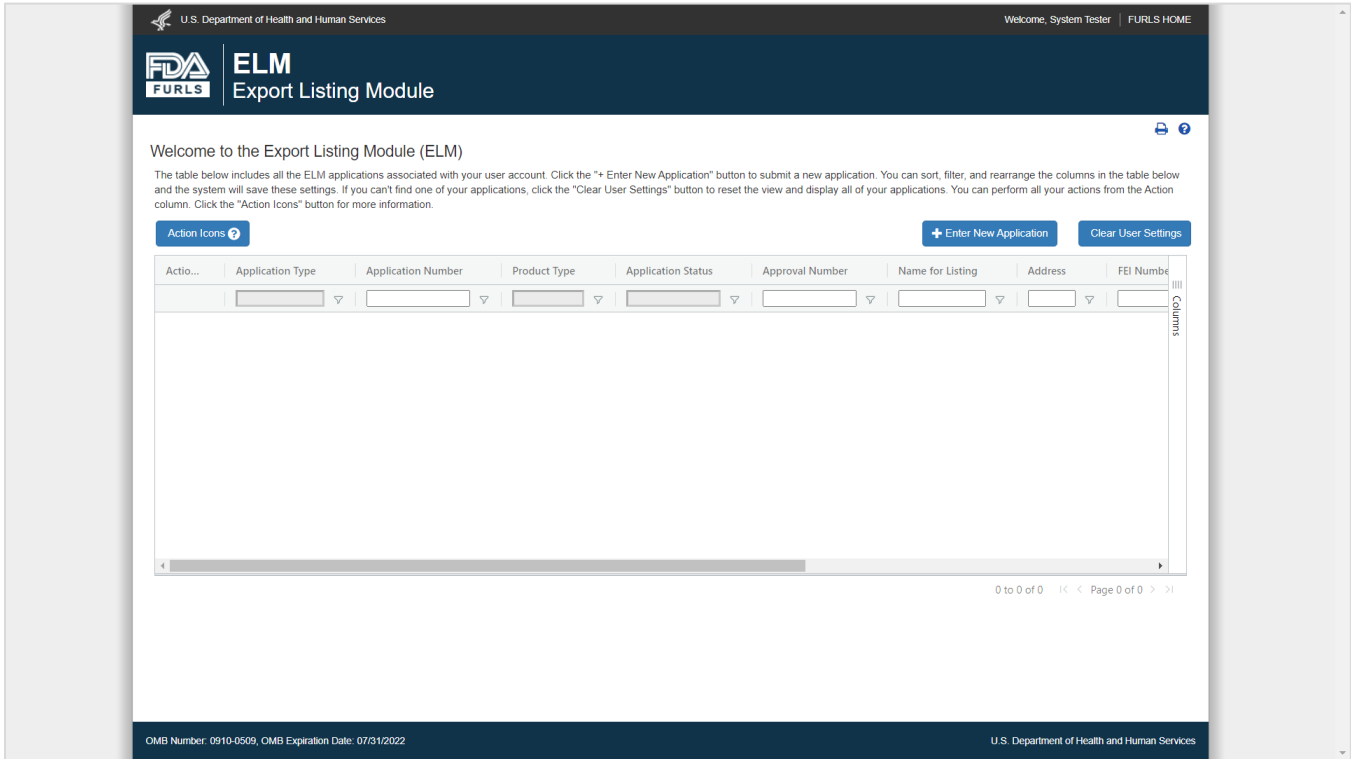 U.S. Department of Health and Human Services
Welcome, System Tester
FURLS HOME
FDA
FURLS
ELM
Export Listing Module
Welcome to the Export Listing Module (ELM)
The table below includes all the ELM applications associated with your user account. Click the "+ Enter New Application" button to submit a new application. You can sort, filter, and rearrange the columns in the table below
and the system will save these settings. If you can't find one of your applications, click the "Clear User Settings" button to reset the view and display all of your applications. You can perform all your actions from the Action
column. Click the "Action Icons" button for more information.
Action Icons ?
+ Enter New Application
Clear User Settings
Actio... Application Type Application Number Product Type Application Status Approval Number Name for Listing Address FEI Numbe
Columns
0 to 0 of 0 Page 0 of 0
OMB Number: 0910-0509, OMB Expiration Date: 07/31/2022
U.S. Department of Health and Human Services